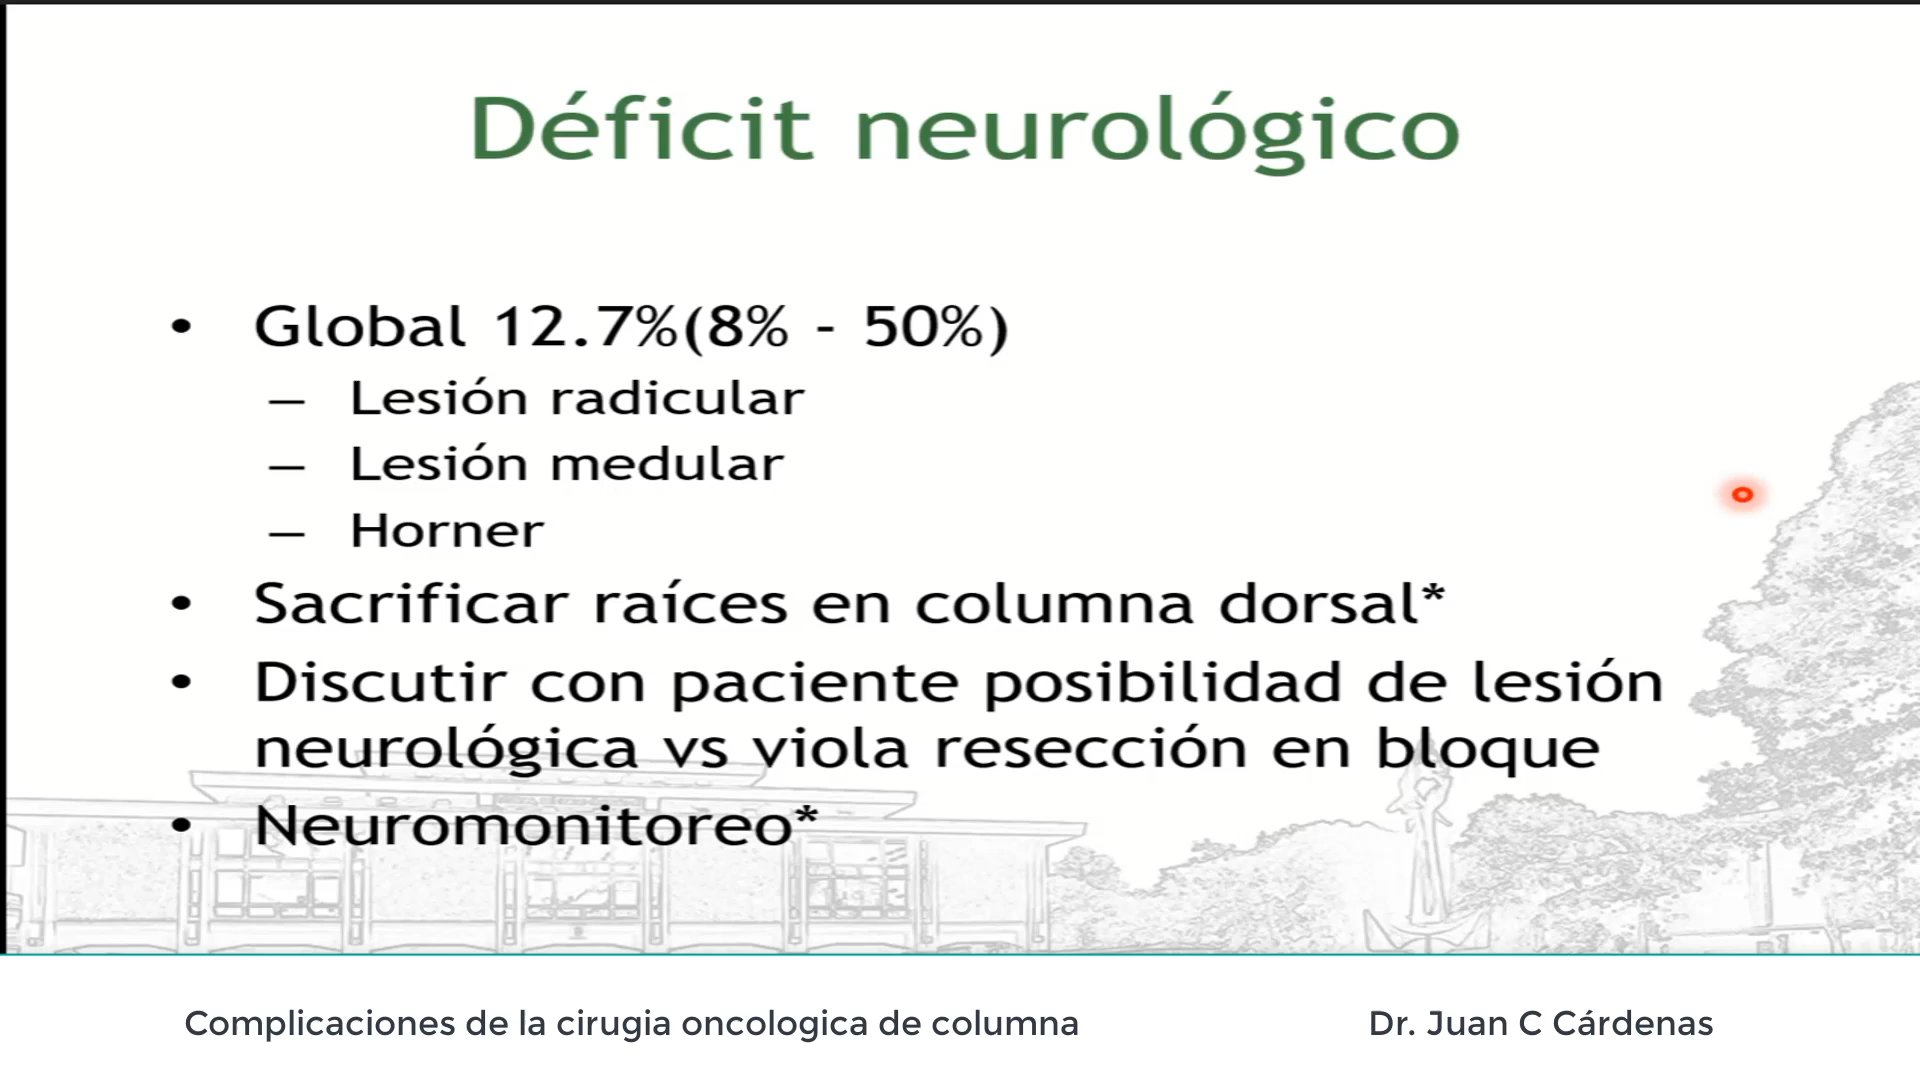 Déficit neurológico
• Global 12.7%(8% - 50%)
– Lesión radicular
– Lesión medular
– Horner
• Sacrificar raíces en columna dorsal*
• Discutir con paciente posibilidad de lesión
neurológica vs viola resección en bloque
• Neuromonitoreo*
Complicaciones de la cirugia oncologica de columna
Dr. Juan C Cárdenas